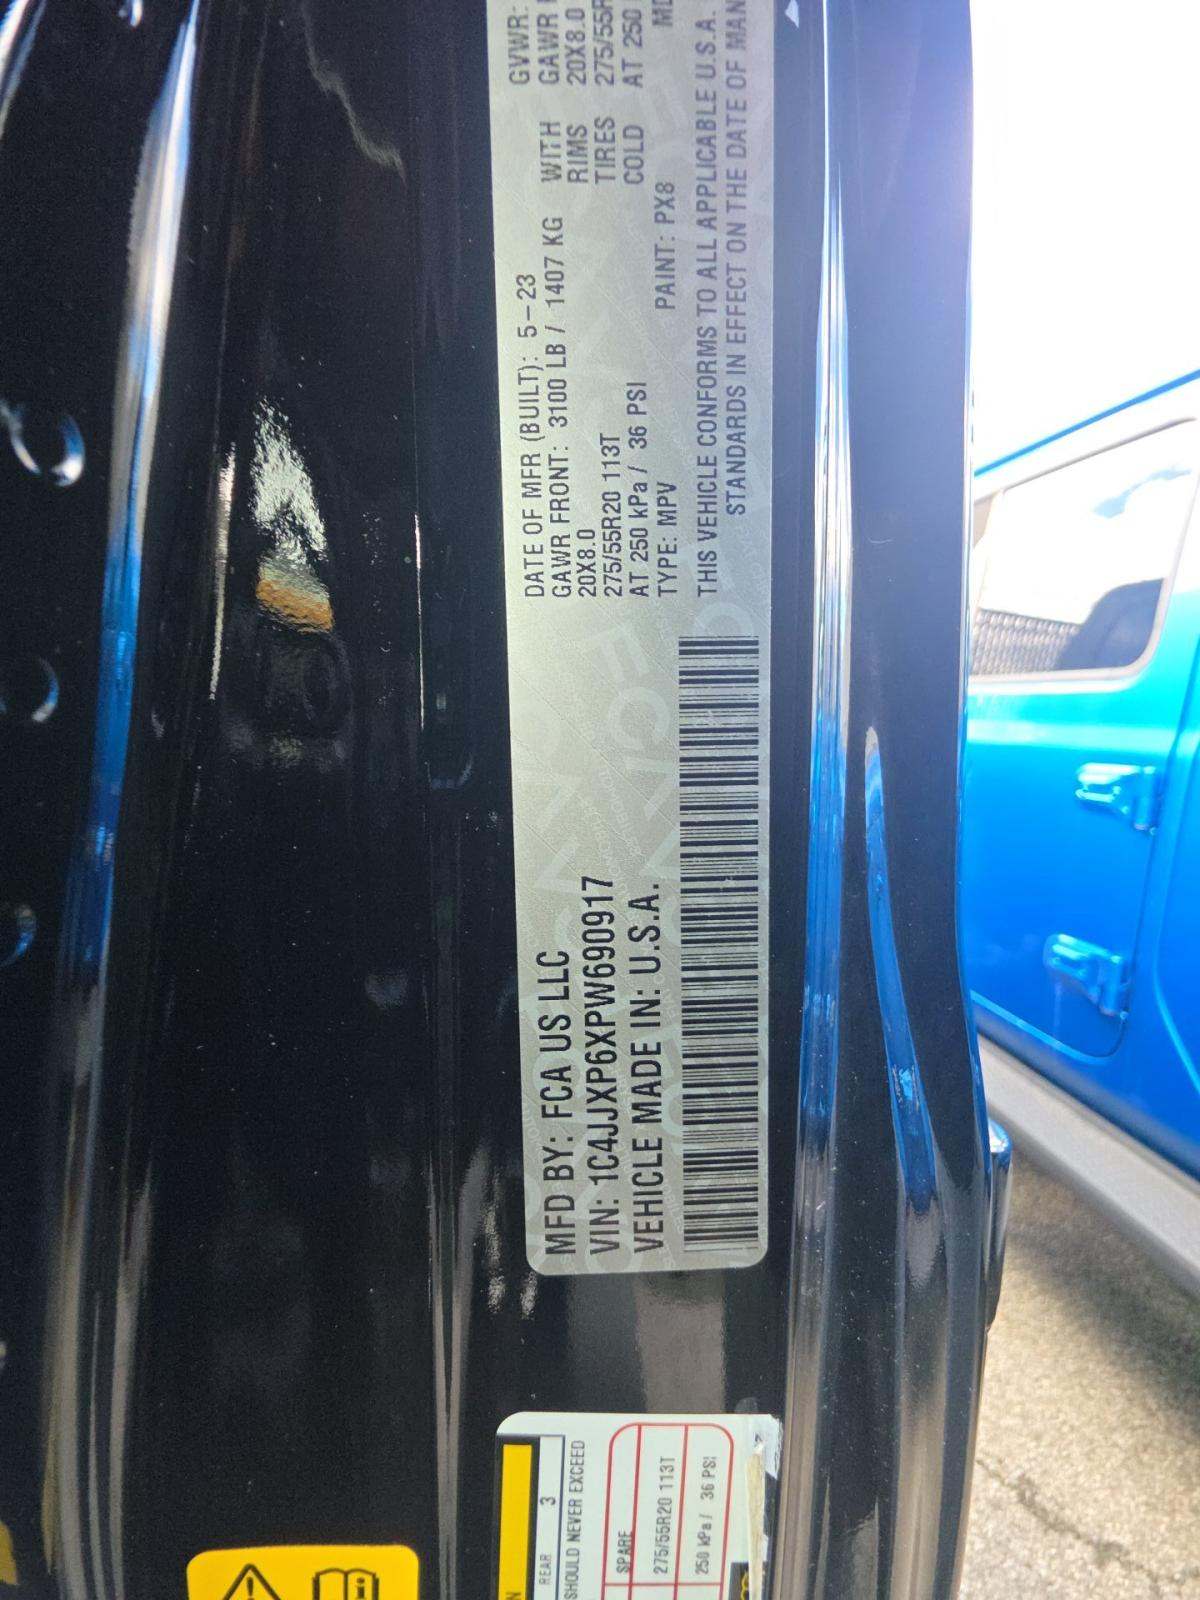 MFD BY: FCA US LLC
VIN: 1C4JJXP6XPW690917
VEHICLE MADE IN: U.S.A.
DATE OF MFR (BUILT): 5-23 GVWR:
GAWR FRONT: 3100 LB / 1407 KG WITH GAWR
20X8.0 RIMS 20X8.0
275/55R20 113T TIRES 275/55R
AT 250 kPa / 36 PSI COLD AT 250
TYPE: MPV PAINT: PX8
THIS VEHICLE CONFORMS TO ALL APPLICABLE U.S.A.
STANDARDS IN EFFECT ON THE DATE OF MAN
REAR 3
SHOULD NEVER EXCEED
SPARE
275/55R20 113T
250 kPa / 36 PSI